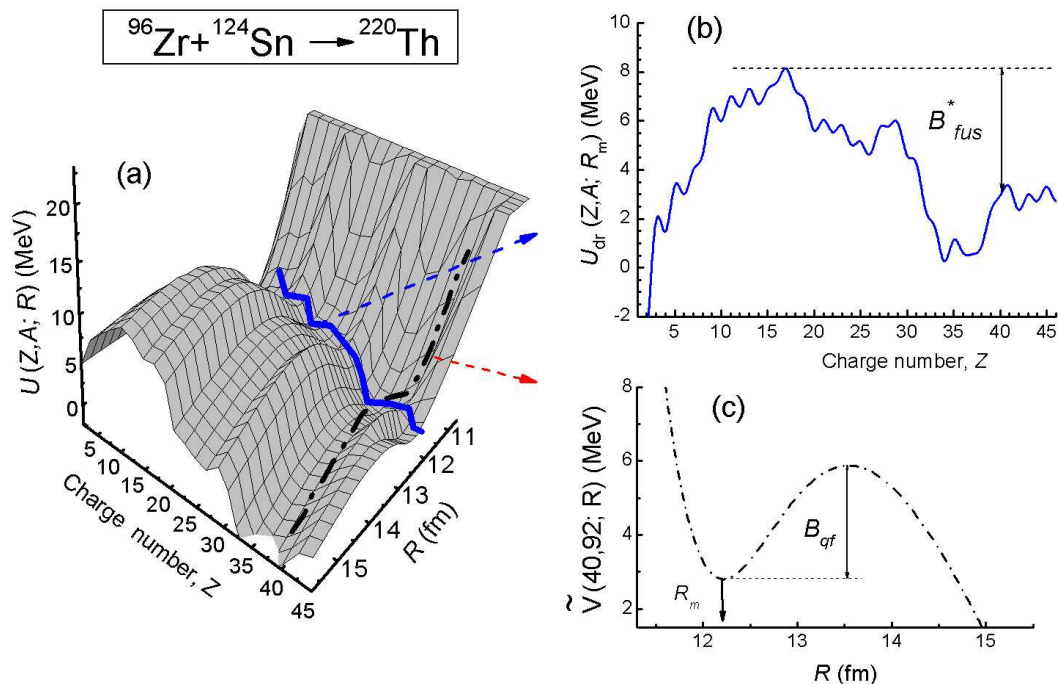 ⁹⁶Zr+¹²⁴Sn → ²²⁰Th
(a)
U (Z,A; R) (MeV)
20
15
10
5
0
5
10
15
20
25
30
35
40
45
Charge number, Z
11
12
13
14
15
R (fm)
(b)
U_dr (Z,A; R_m) (MeV)
10
8
6
4
2
0
-2
B*_fus
5 10 15 20 25 30 35 40 45
Charge number, Z
(c)
Ṽ (40,92; R) (MeV)
8
6
4
2
B_qf
R_m
12 13 14 15
R (fm)